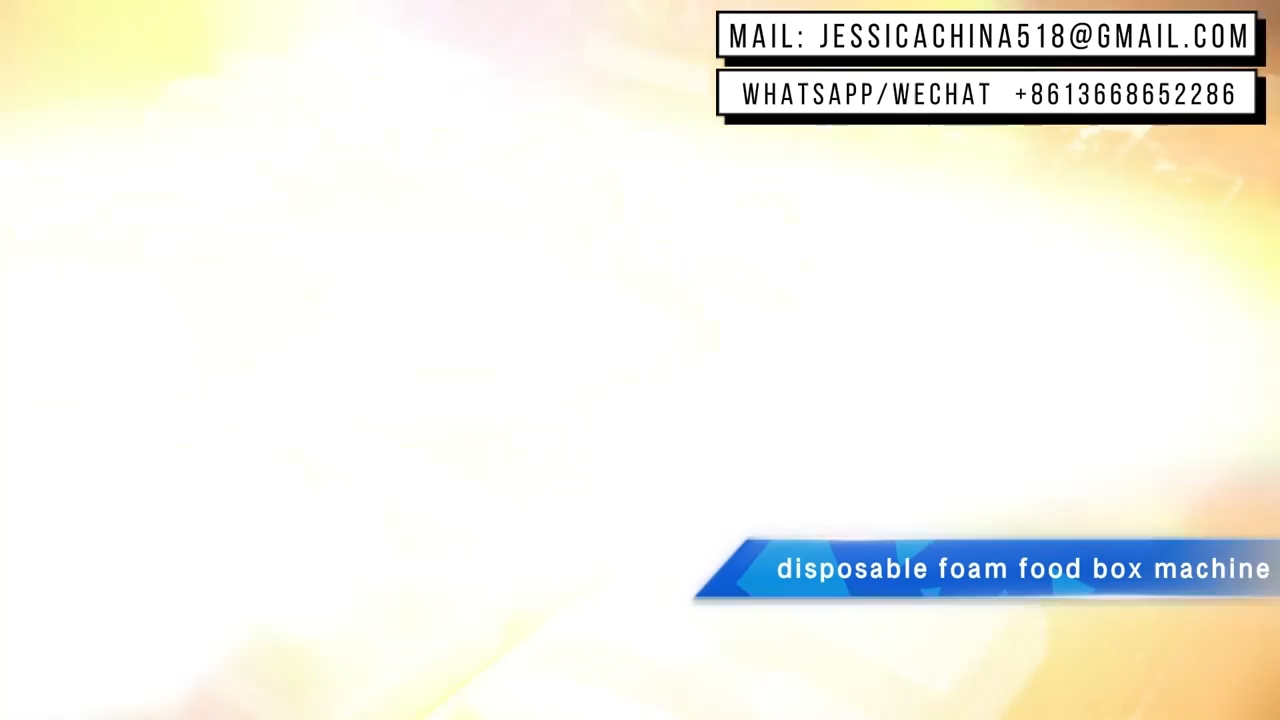 MAIL: JESSICACHINA518@GMAIL.COM
WHATSAPP/WECHAT +8613668652286
disposable foam food box machine